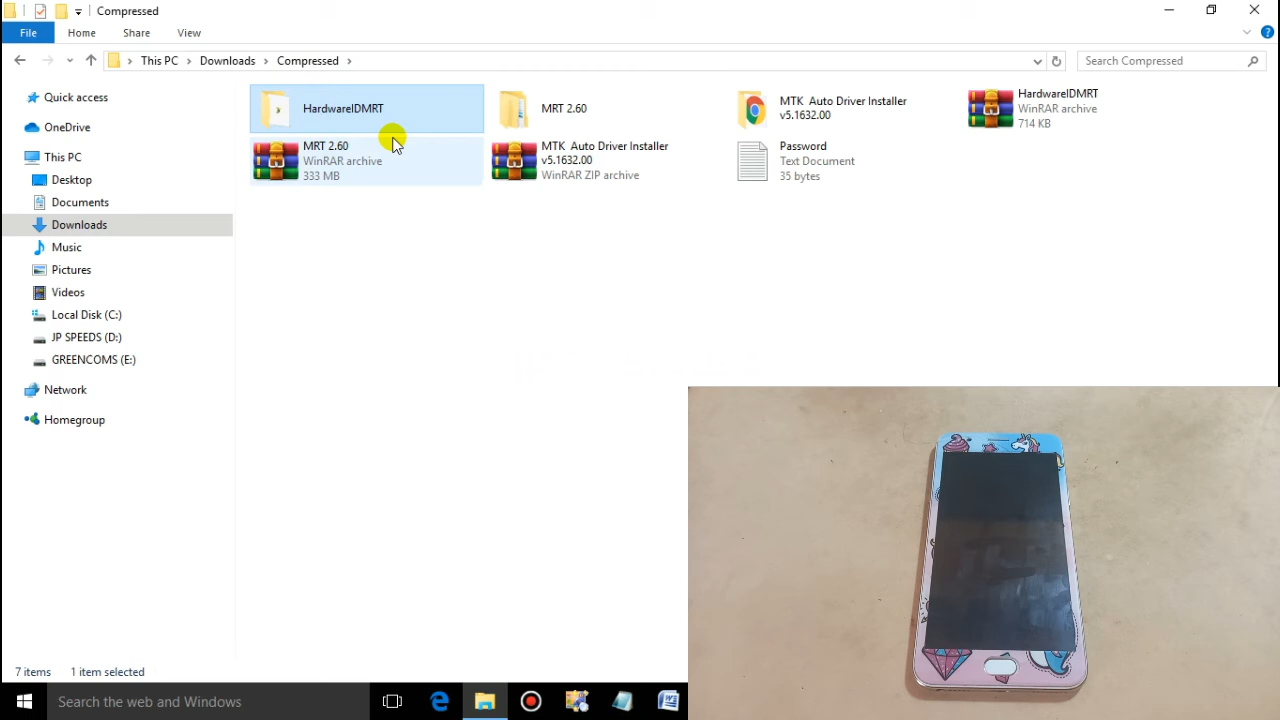 Compressed
File
Home
Share
View
This PC
Downloads
Compressed
Search Compressed
Quick access
OneDrive
This PC
Desktop
Documents
Downloads
Music
Pictures
Videos
Local Disk (C:)
JP SPEEDS (D:)
GREENCOMS (E:)
Network
Homegroup
HardwareIDMRT
MRT 2.60
MTK Auto Driver Installer
v5.1632.00
HardwareIDMRT
WinRAR archive
714 KB
MRT 2.60
WinRAR archive
333 MB
MTK Auto Driver Installer
v5.1632.00
WinRAR ZIP archive
Password
Text Document
35 bytes
7 items
1 item selected
Search the web and Windows